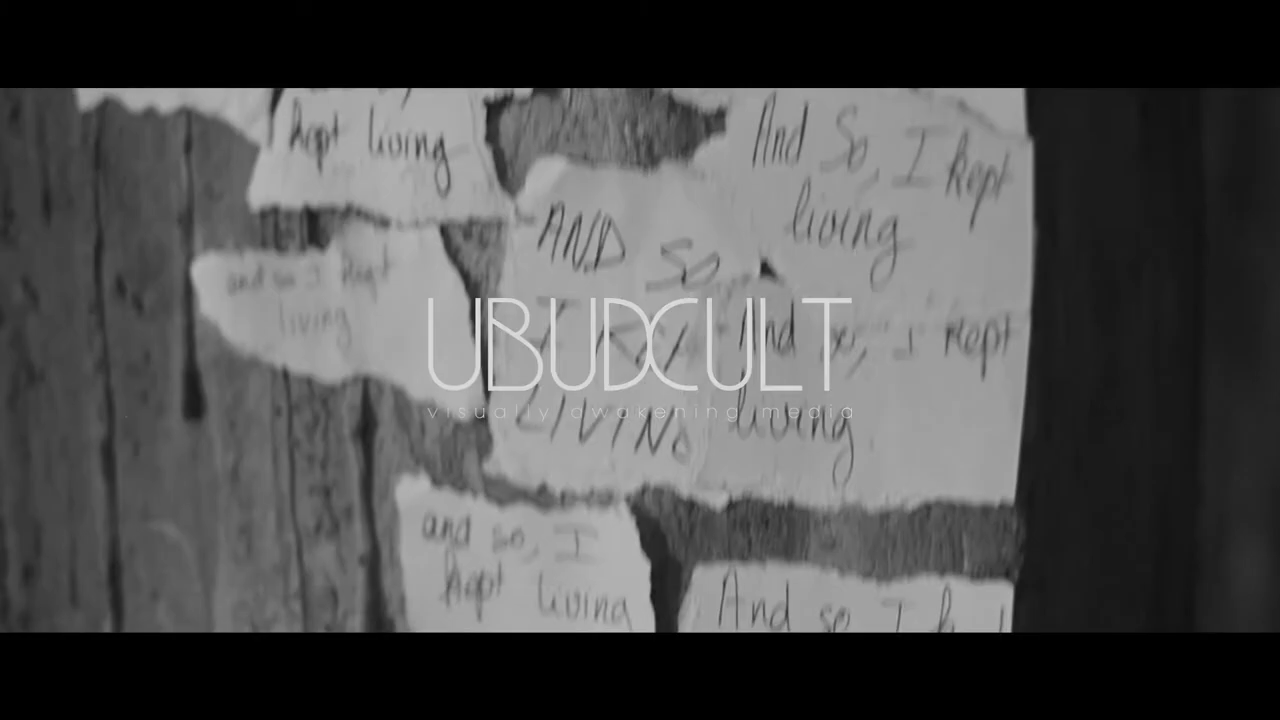 kept living
And So, I kept
living
AND SO
and so I kept
living
UBUDCULT
visually awakening media
I
And so, I kept
LIVING
living
and so, I
kept living
And so I